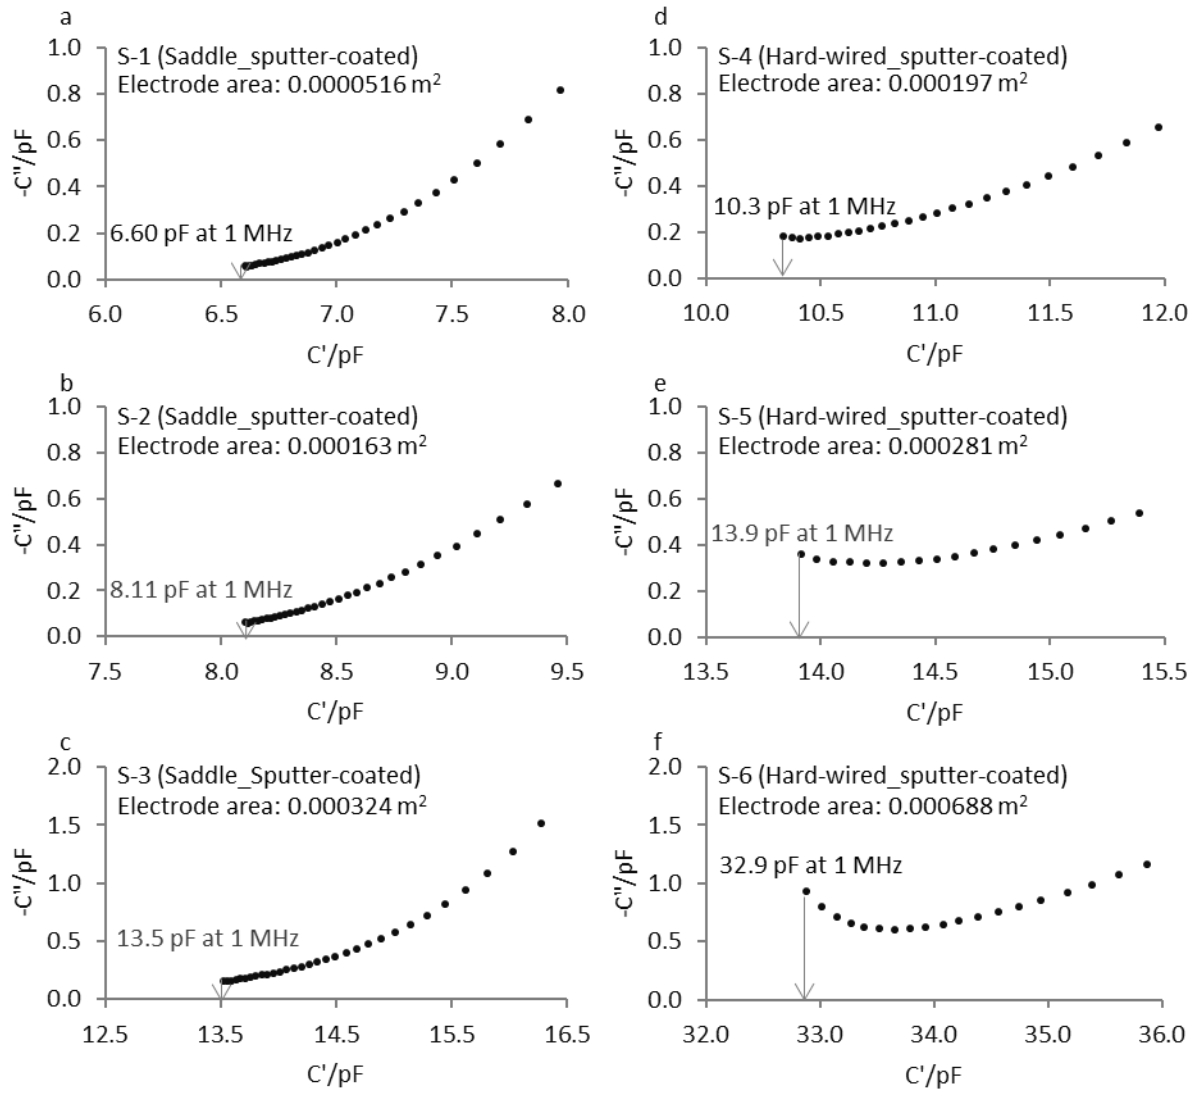 a
S-1 (Saddle_sputter-coated)
Electrode area: 0.0000516 m²
1.0
0.8
0.6
0.4
0.2
0.0
-C"/pF
6.60 pF at 1 MHz
6.0 6.5 7.0 7.5 8.0
C'/pF
b
S-2 (Saddle_sputter-coated)
Electrode area: 0.000163 m²
1.0
0.8
0.6
0.4
0.2
0.0
-C"/pF
8.11 pF at 1 MHz
7.5 8.0 8.5 9.0 9.5
C'/pF
c
S-3 (Saddle_Sputter-coated)
Electrode area: 0.000324 m²
2.0
1.5
1.0
0.5
0.0
-C"/pF
13.5 pF at 1 MHz
12.5 13.5 14.5 15.5 16.5
C'/pF
d
S-4 (Hard-wired_sputter-coated)
Electrode area: 0.000197 m²
1.0
0.8
0.6
0.4
0.2
0.0
-C"/pF
10.3 pF at 1 MHz
10.0 10.5 11.0 11.5 12.0
C'/pF
e
S-5 (Hard-wired_sputter-coated)
Electrode area: 0.000281 m²
1.0
0.8
0.6
0.4
0.2
0.0
-C"/pF
13.9 pF at 1 MHz
13.5 14.0 14.5 15.0 15.5
C'/pF
f
S-6 (Hard-wired_sputter-coated)
Electrode area: 0.000688 m²
2.0
1.5
1.0
0.5
0.0
-C"/pF
32.9 pF at 1 MHz
32.0 33.0 34.0 35.0 36.0
C'/pF